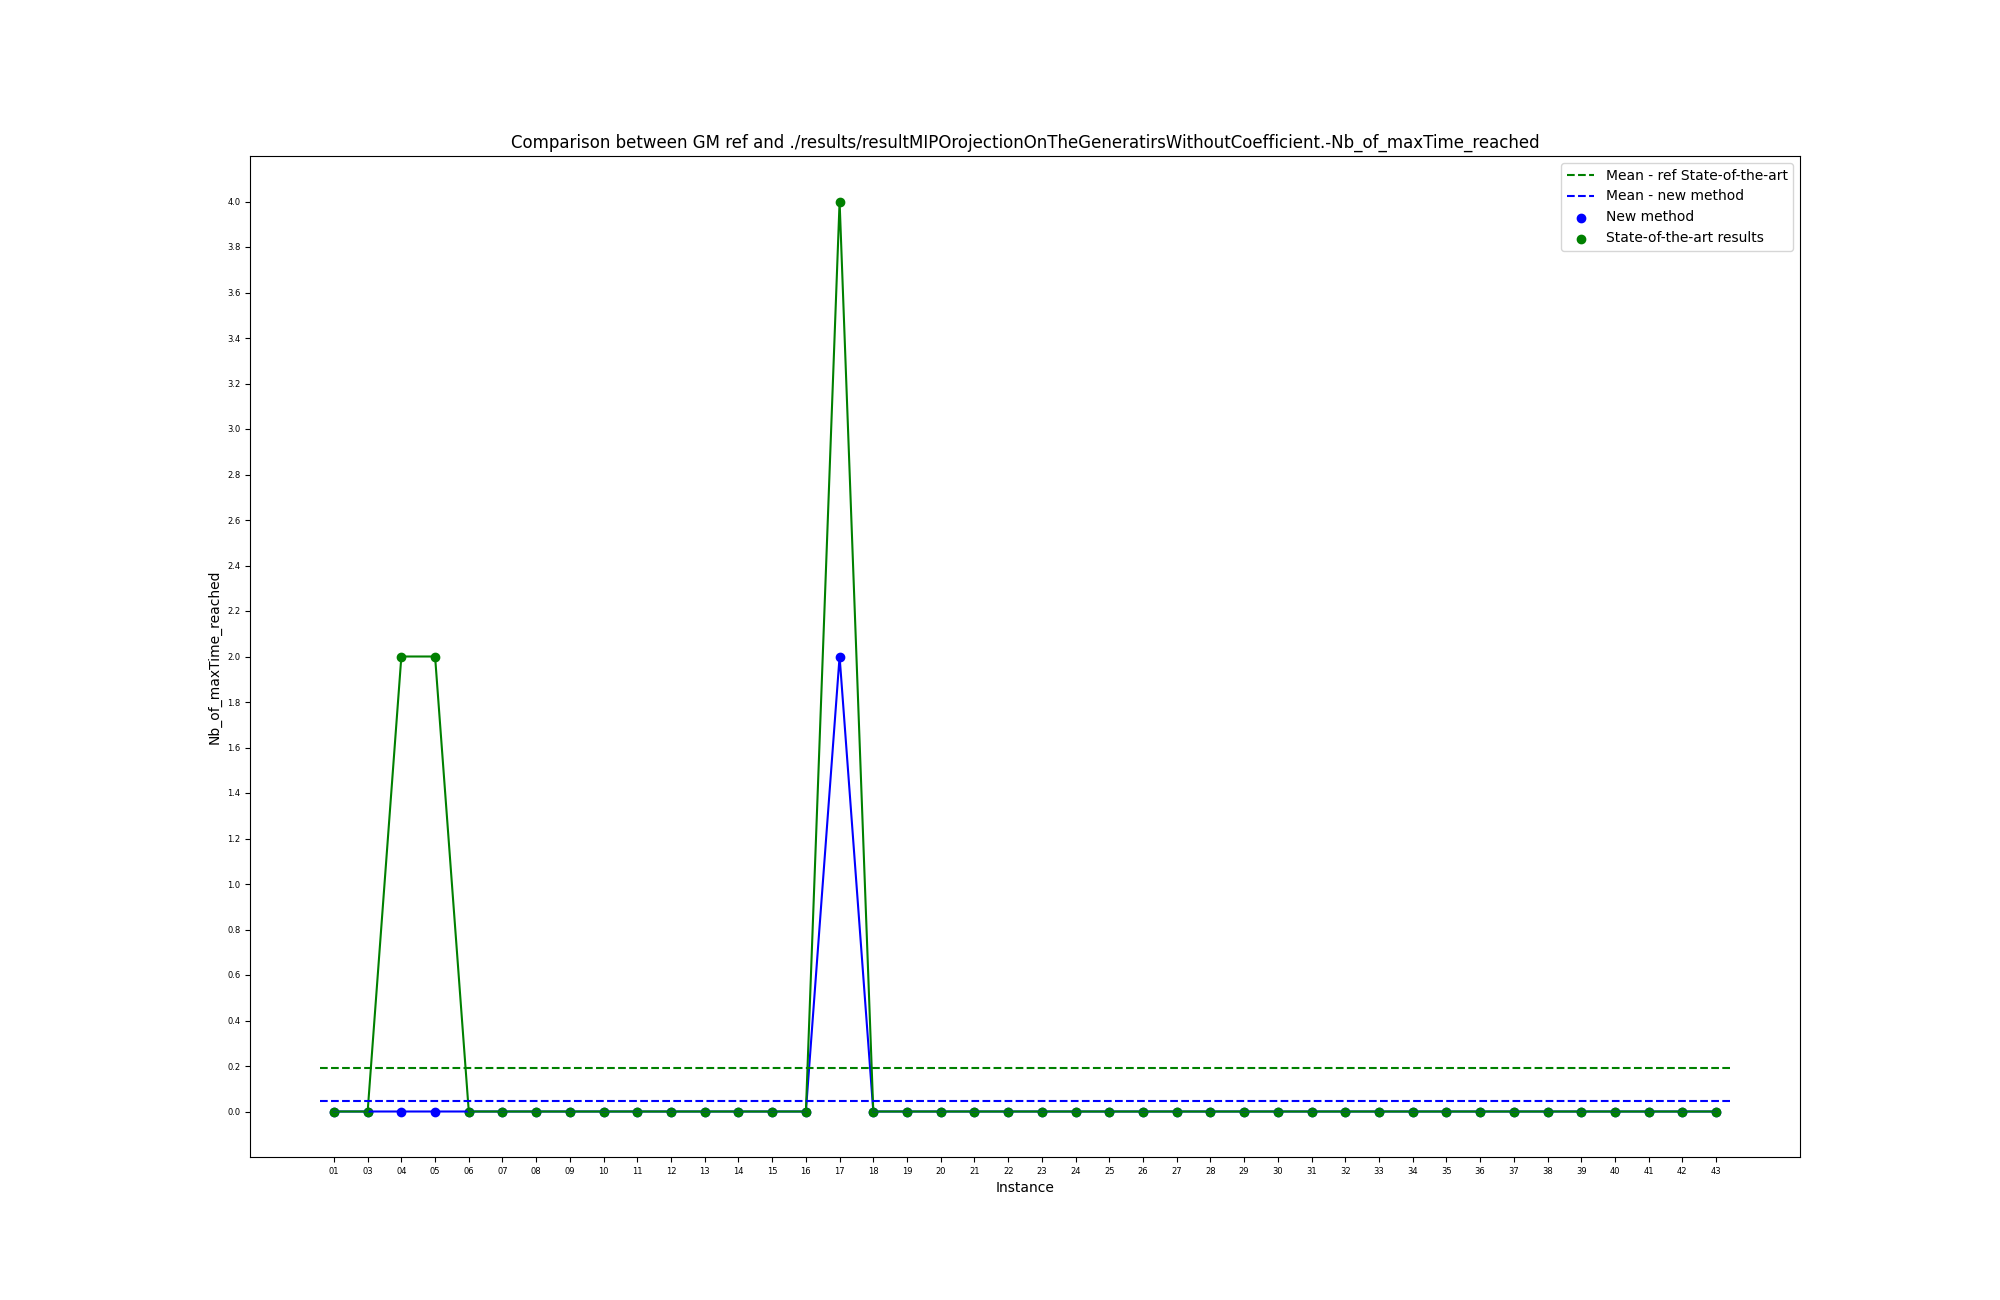 Comparison between GM ref and ./results/resultMIPOrojectionOnTheGeneratirsWithoutCoefficient.-Nb_of_maxTime_reached
Mean - ref State-of-the-art
Mean - new method
New method
State-of-the-art results
4.0
3.8
3.6
3.4
3.2
3.0
2.8
2.6
2.4
2.2
2.0
1.8
1.6
1.4
1.2
1.0
0.8
0.6
0.4
0.2
0.0
Nb_of_maxTime_reached
01 03 04 05 06 07 08 09 10 11 12 13 14 15 16 17 18 19 20 21 22 23 24 25 26 27 28 29 30 31 32 33 34 35 36 37 38 39 40 41 42 43
Instance